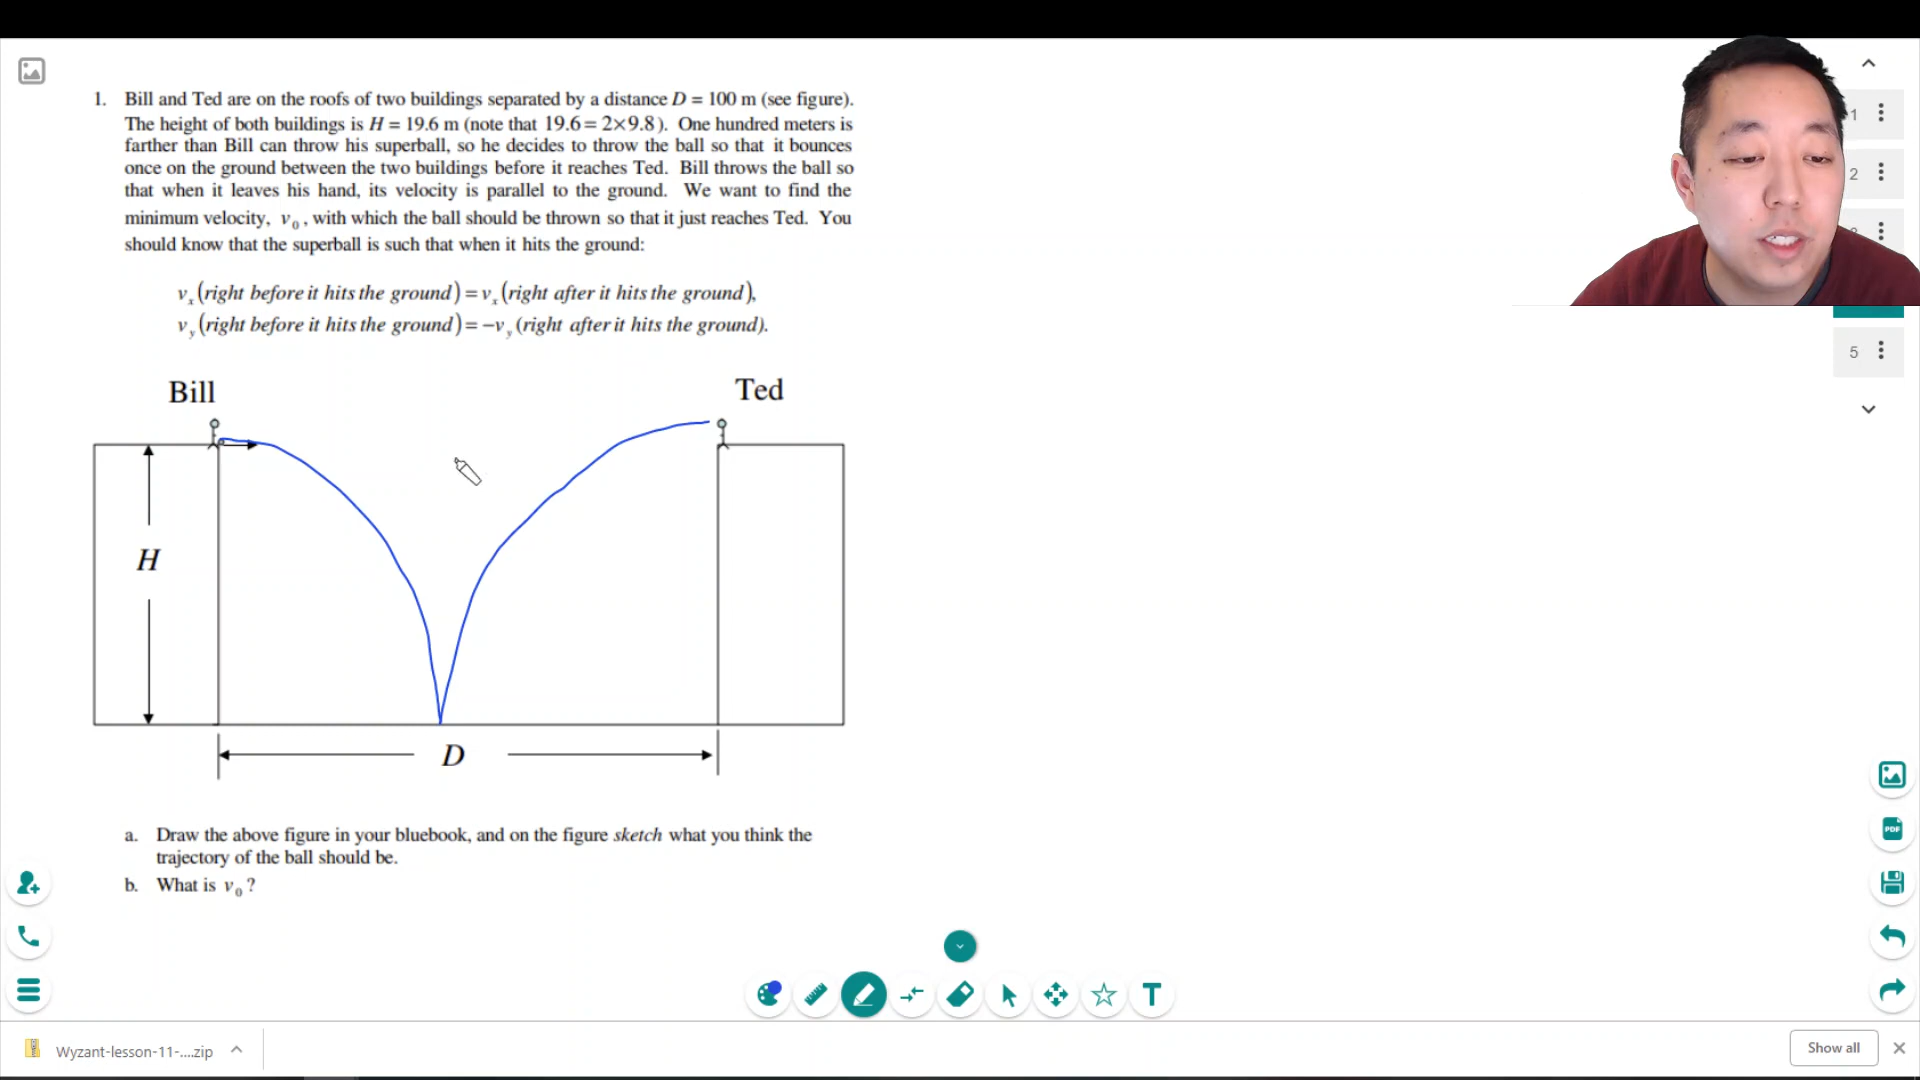 1. Bill and Ted are on the roofs of two buildings separated by a distance D = 100 m (see figure).
The height of both buildings is H = 19.6 m (note that 19.6 = 2×9.8). One hundred meters is
farther than Bill can throw his superball, so he decides to throw the ball so that it bounces
once on the ground between the two buildings before it reaches Ted. Bill throws the ball so
that when it leaves his hand, its velocity is parallel to the ground. We want to find the
minimum velocity, v₀, with which the ball should be thrown so that it just reaches Ted. You
should know that the superball is such that when it hits the ground:
vₓ(right before it hits the ground) = vₓ(right after it hits the ground),
v_y(right before it hits the ground) = −v_y(right after it hits the ground).
Bill
Ted
H
D
a. Draw the above figure in your bluebook, and on the figure sketch what you think the
trajectory of the ball should be.
b. What is v₀?
1
2
5
PDF
T
Wyzant-lesson-11-....zip
Show all